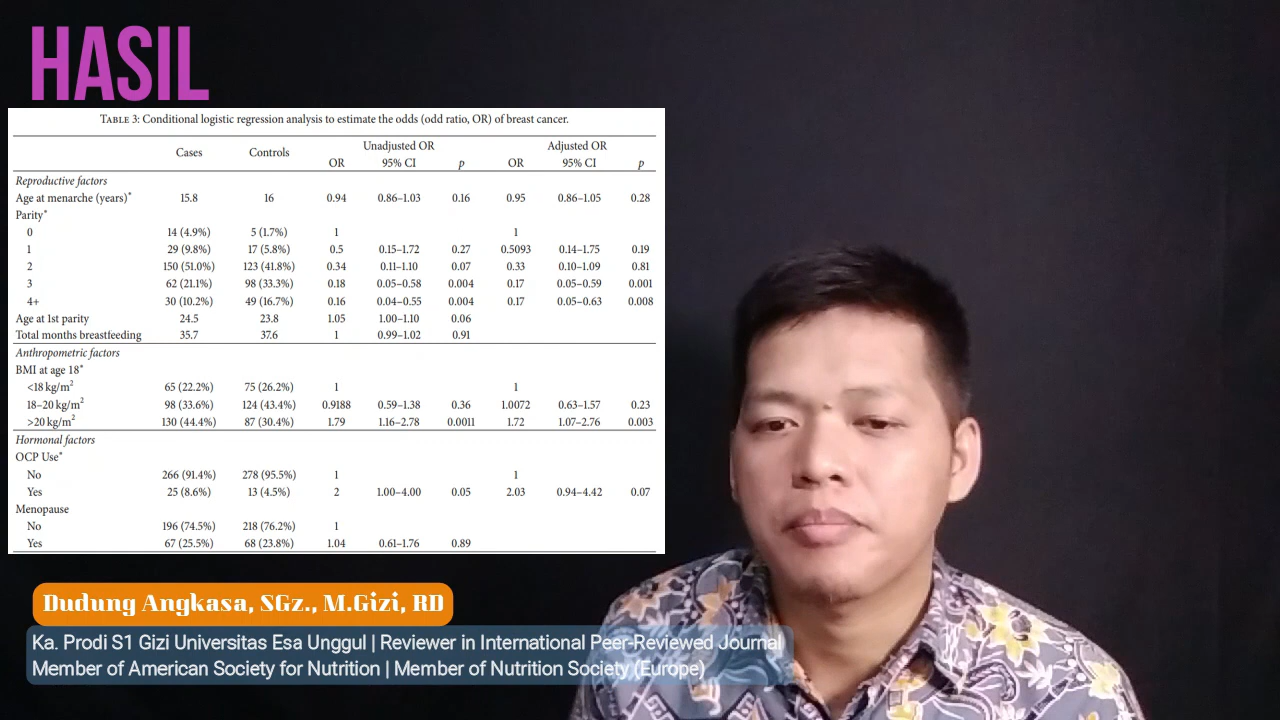 HASIL
TABLE 3: Conditional logistic regression analysis to estimate the odds (odd ratio, OR) of breast cancer.
Cases Controls Unadjusted OR Adjusted OR
OR 95% CI p OR 95% CI p
Reproductive factors
Age at menarche (years)* 15.8 16 0.94 0.86–1.03 0.16 0.95 0.86–1.05 0.28
Parity*
0 14 (4.9%) 5 (1.7%) 1 1
1 29 (9.8%) 17 (5.8%) 0.5 0.15–1.72 0.27 0.5093 0.14–1.75 0.19
2 150 (51.0%) 123 (41.8%) 0.34 0.11–1.10 0.07 0.33 0.10–1.09 0.81
3 62 (21.1%) 98 (33.3%) 0.18 0.05–0.58 0.004 0.17 0.05–0.59 0.001
4+ 30 (10.2%) 49 (16.7%) 0.16 0.04–0.55 0.004 0.17 0.05–0.63 0.008
Age at 1st parity 24.5 23.8 1.05 1.00–1.10 0.06
Total months breastfeeding 35.7 37.6 1 0.99–1.02 0.91
Anthropometric factors
BMI at age 18*
<18 kg/m² 65 (22.2%) 75 (26.2%) 1 1
18–20 kg/m² 98 (33.6%) 124 (43.4%) 0.9188 0.59–1.38 0.36 1.0072 0.63–1.57 0.23
>20 kg/m² 130 (44.4%) 87 (30.4%) 1.79 1.16–2.78 0.0011 1.72 1.07–2.76 0.003
Hormonal factors
OCP Use*
No 266 (91.4%) 278 (95.5%) 1 1
Yes 25 (8.6%) 13 (4.5%) 2 1.00–4.00 0.05 2.03 0.94–4.42 0.07
Menopause
No 196 (74.5%) 218 (76.2%) 1
Yes 67 (25.5%) 68 (23.8%) 1.04 0.61–1.76 0.89
Dudung Angkasa, SGz., M.Gizi, RD
Ka. Prodi S1 Gizi Universitas Esa Unggul | Reviewer in International Peer-Reviewed Journal
Member of American Society for Nutrition | Member of Nutrition Society (Europe)